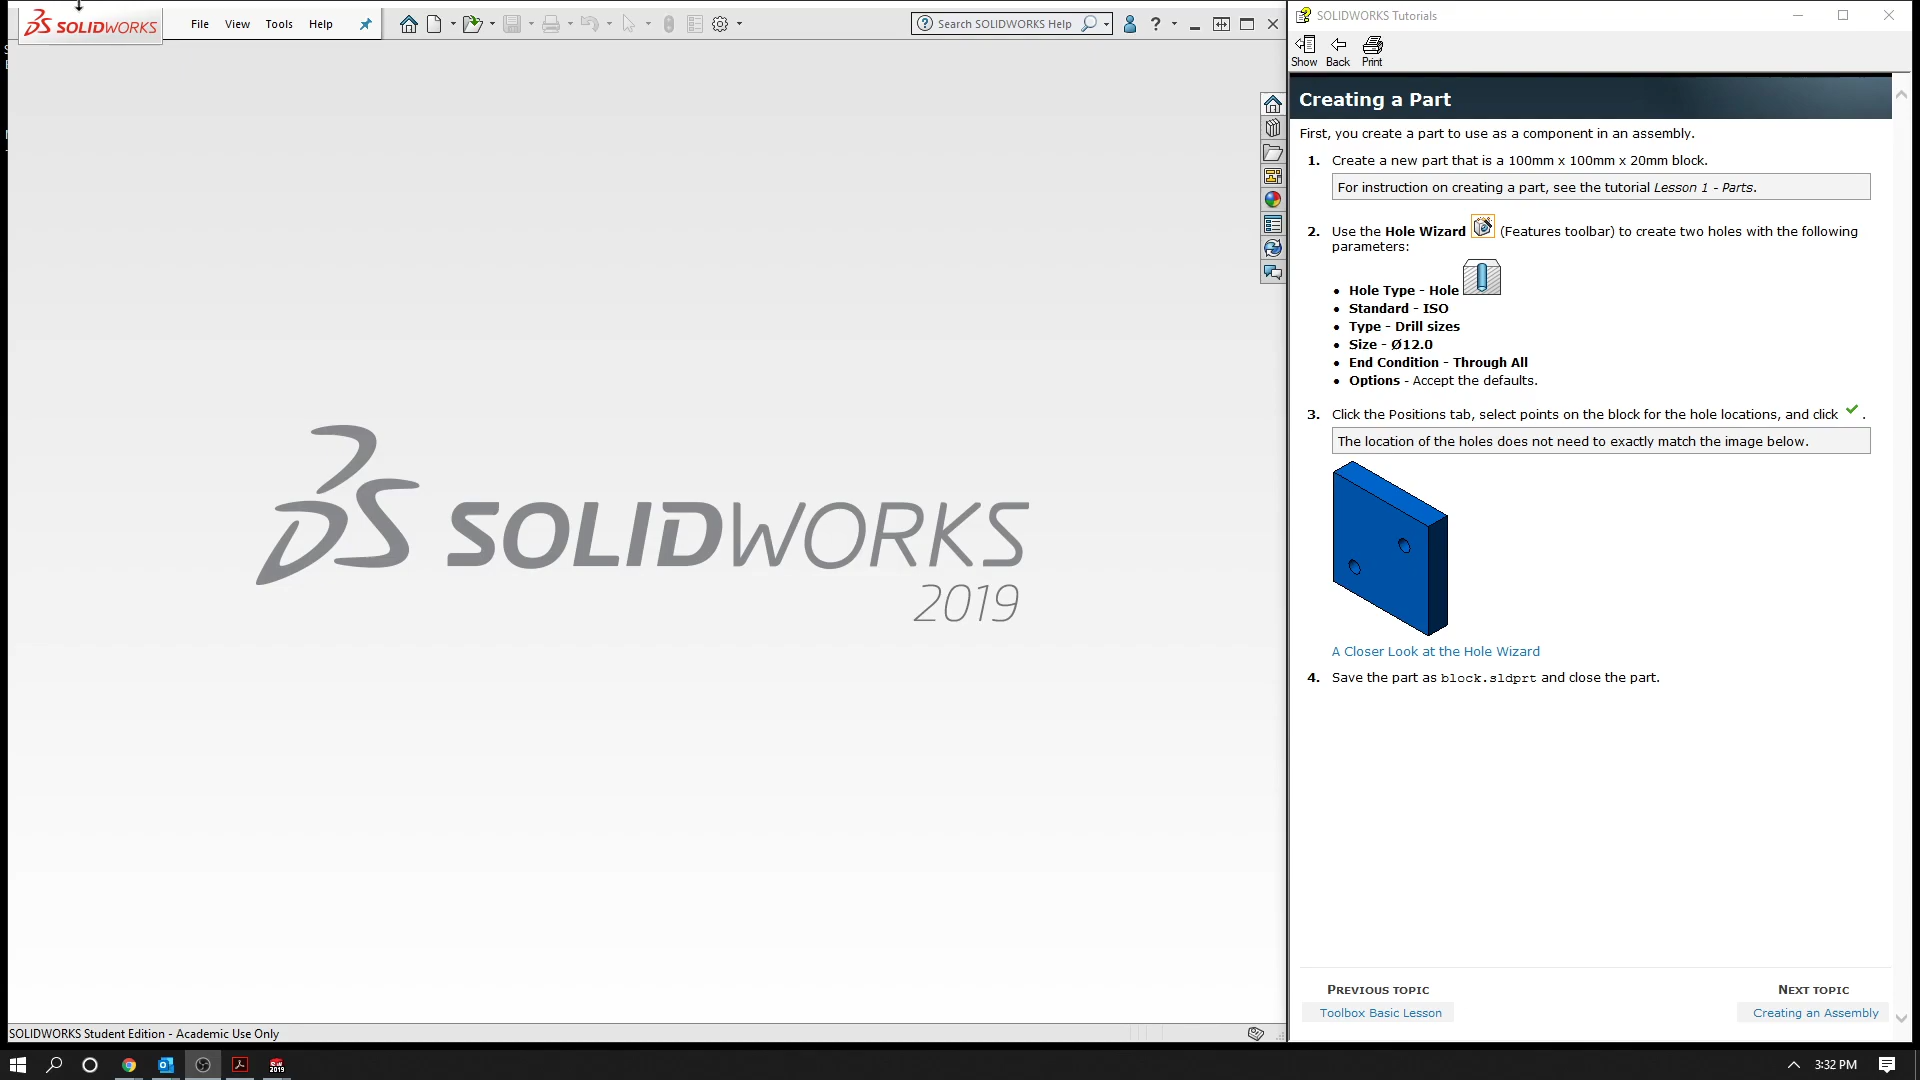 SOLIDWORKS
File View Tools Help
Search SOLIDWORKS Help
?
SOLIDWORKS
2019
SOLIDWORKS Student Edition - Academic Use Only
SOLIDWORKS Tutorials
Show Back Print
Creating a Part
First, you create a part to use as a component in an assembly.
1. Create a new part that is a 100mm x 100mm x 20mm block.
For instruction on creating a part, see the tutorial Lesson 1 - Parts.
2. Use the Hole Wizard (Features toolbar) to create two holes with the following
parameters:
• Hole Type - Hole
• Standard - ISO
• Type - Drill sizes
• Size - Ø12.0
• End Condition - Through All
• Options - Accept the defaults.
3. Click the Positions tab, select points on the block for the hole locations, and click .
The location of the holes does not need to exactly match the image below.
A Closer Look at the Hole Wizard
4. Save the part as block.sldprt and close the part.
PREVIOUS TOPIC
Toolbox Basic Lesson
NEXT TOPIC
Creating an Assembly
2019
3:32 PM